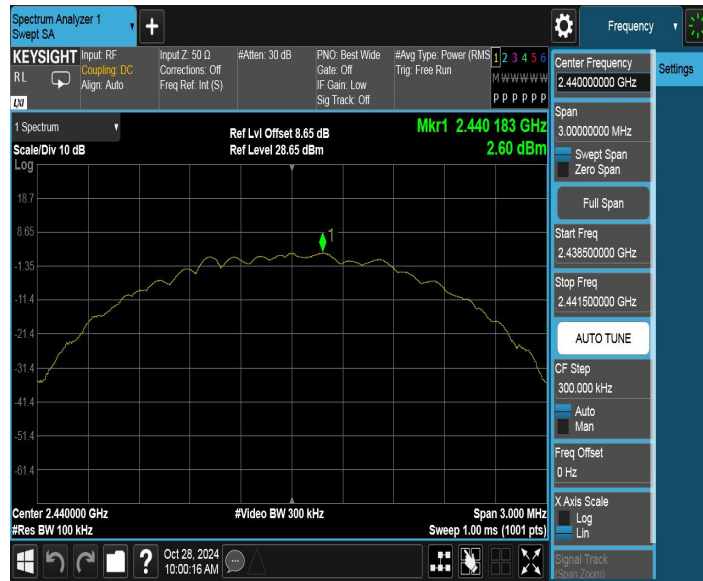 Spectrum Analyzer 1
Swept SA
Frequency
KEYSIGHT
RL
LXI
Input: RF
Coupling: DC
Align: Auto
Input Z: 50 Ω
Corrections: Off
Freq Ref: Int (S)
#Atten: 30 dB
PNO: Best Wide
Gate: Off
IF Gain: Low
Sig Track: Off
#Avg Type: Power (RMS
Trig: Free Run
1 2 3 4 5 6
M W W W W W
P P P P P P
1 Spectrum
Scale/Div 10 dB
Log
Ref Lvl Offset 8.65 dB
Ref Level 28.65 dBm
Mkr1 2.440 183 GHz
2.60 dBm
18.7
8.65
-1.35
-11.4
-21.4
-31.4
-41.4
-51.4
-61.4
1
Center 2.440000 GHz
#Res BW 100 kHz
#Video BW 300 kHz
Span 3.000 MHz
Sweep 1.00 ms (1001 pts)
Oct 28, 2024
10:00:16 AM
Center Frequency
2.440000000 GHz
Settings
Span
3.00000000 MHz
Swept Span
Zero Span
Full Span
Start Freq
2.438500000 GHz
Stop Freq
2.441500000 GHz
AUTO TUNE
CF Step
300.000 kHz
Auto
Man
Freq Offset
0 Hz
X Axis Scale
Log
Lin
Signal Track
(Span Zoom)